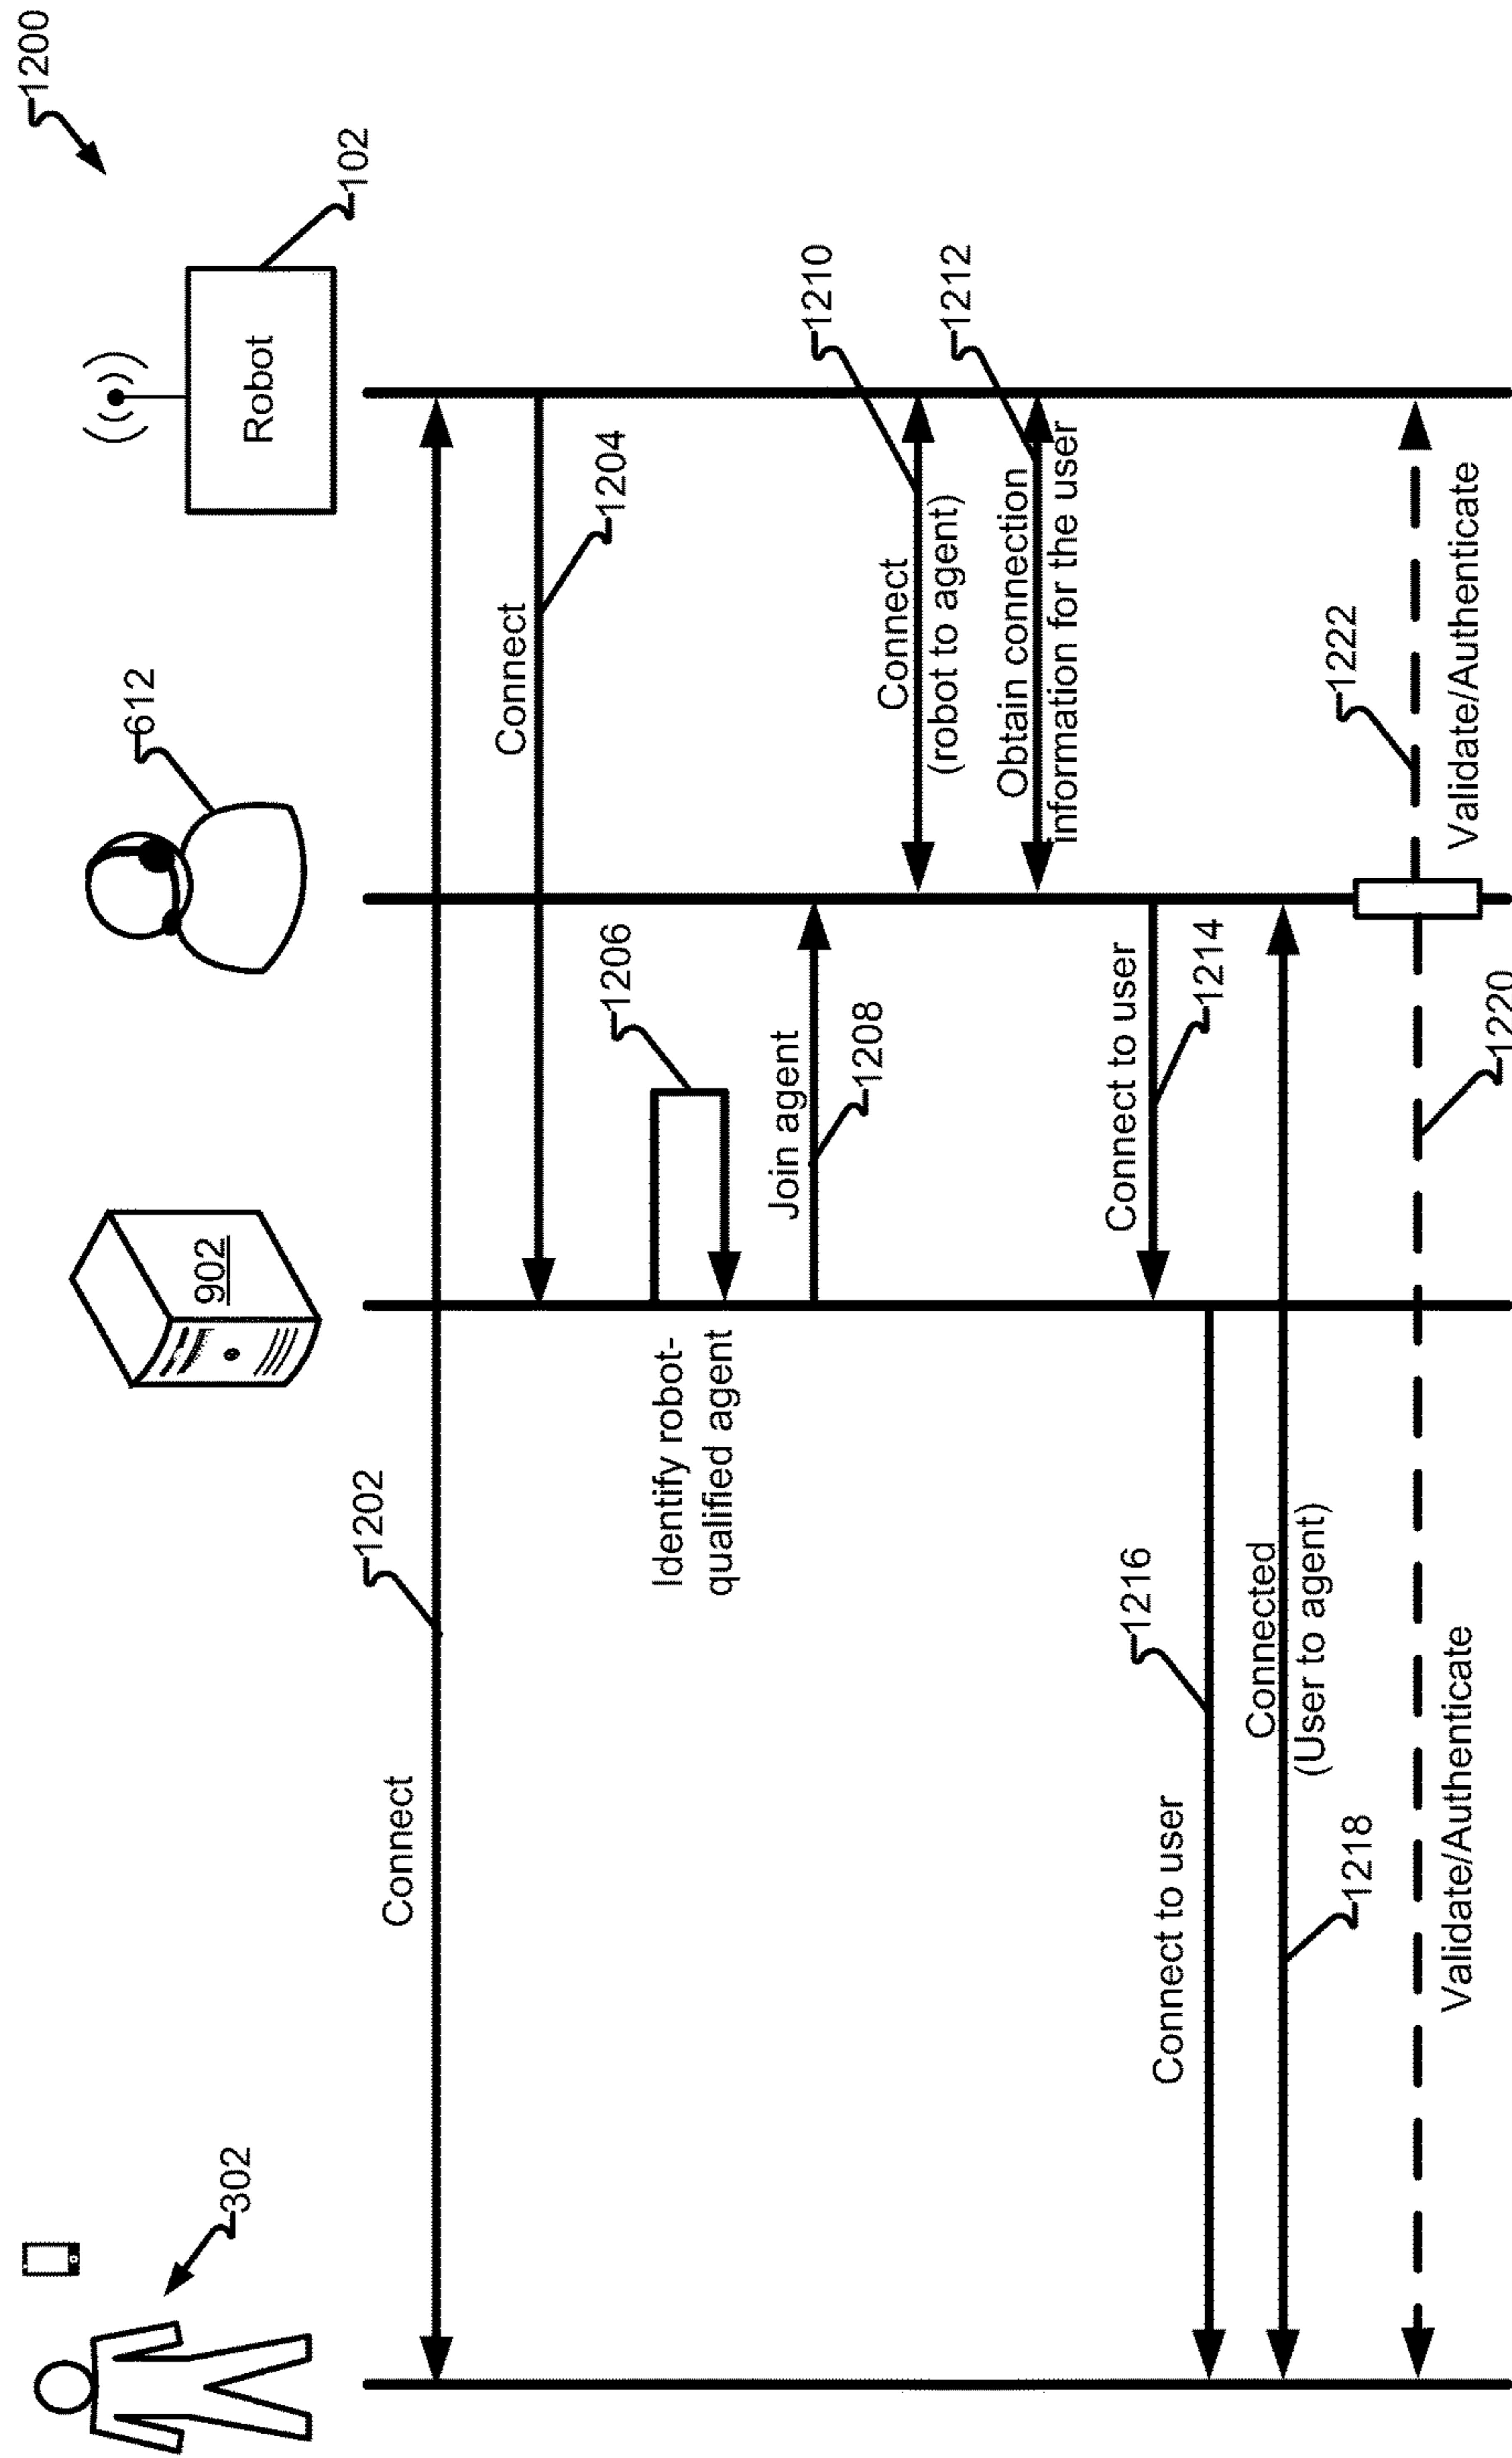 1200
302
902
612
Robot
102
Connect
1202
Connect
1204
Identify robot-
qualified agent
1206
Join agent
1208
Connect
(robot to agent)
1210
Obtain connection
information for the user
1212
Connect to user
1214
Connect to user
1216
Connected
(User to agent)
1218
Validate/Authenticate
1220
Validate/Authenticate
1222